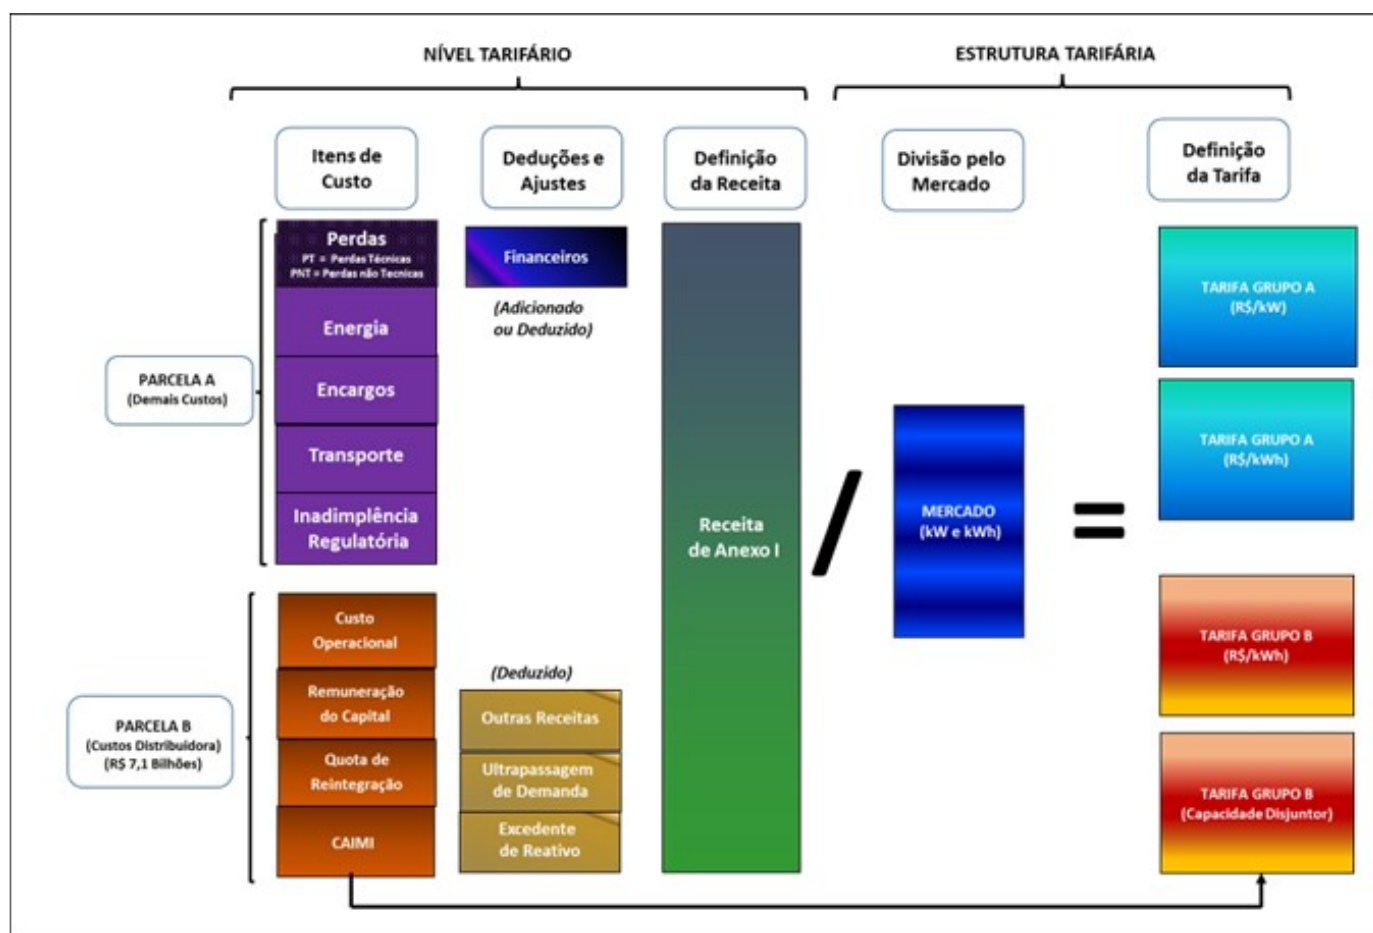 NÍVEL TARIFÁRIO
ESTRUTURA TARIFÁRIA
Itens de
Custo
Deduções e
Ajustes
Definição
da Receita
Divisão pelo
Mercado
Definição
da Tarifa
PARCELA A
(Demais Custos)
Perdas
PT = Perdas Técnicas
PNT = Perdas não Tecnicas
Energia
Encargos
Transporte
Inadimplência
Regulatória
Financeiros
(Adicionado
ou Deduzido)
PARCELA B
(Custos Distribuidora)
(R$ 7,1 Bilhões)
Custo
Operacional
Remuneração
do Capital
Quota de
Reintegração
CAIMI
(Deduzido)
Outras Receitas
Ultrapassagem
de Demanda
Excedente
de Reativo
Receita
de Anexo I
/
MERCADO
(kW e kWh)
=
TARIFA GRUPO A
(R$/kW)
TARIFA GRUPO A
(R$/kWh)
TARIFA GRUPO B
(R$/kWh)
TARIFA GRUPO B
(Capacidade Disjuntor)